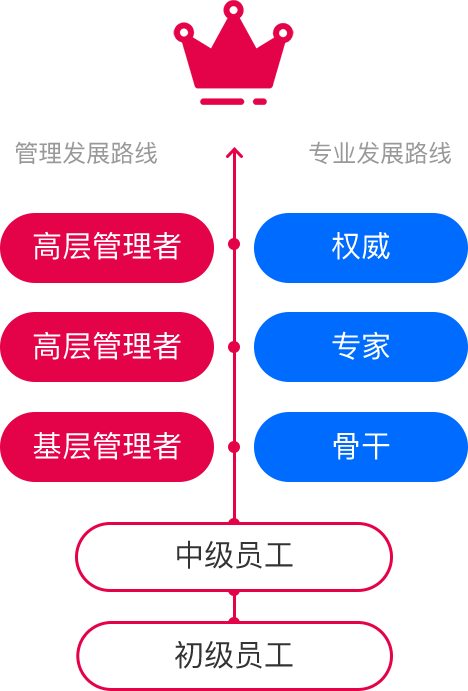 管理发展路线
专业发展路线
高层管理者
权威
高层管理者
专家
基层管理者
骨干
中级员工
初级员工